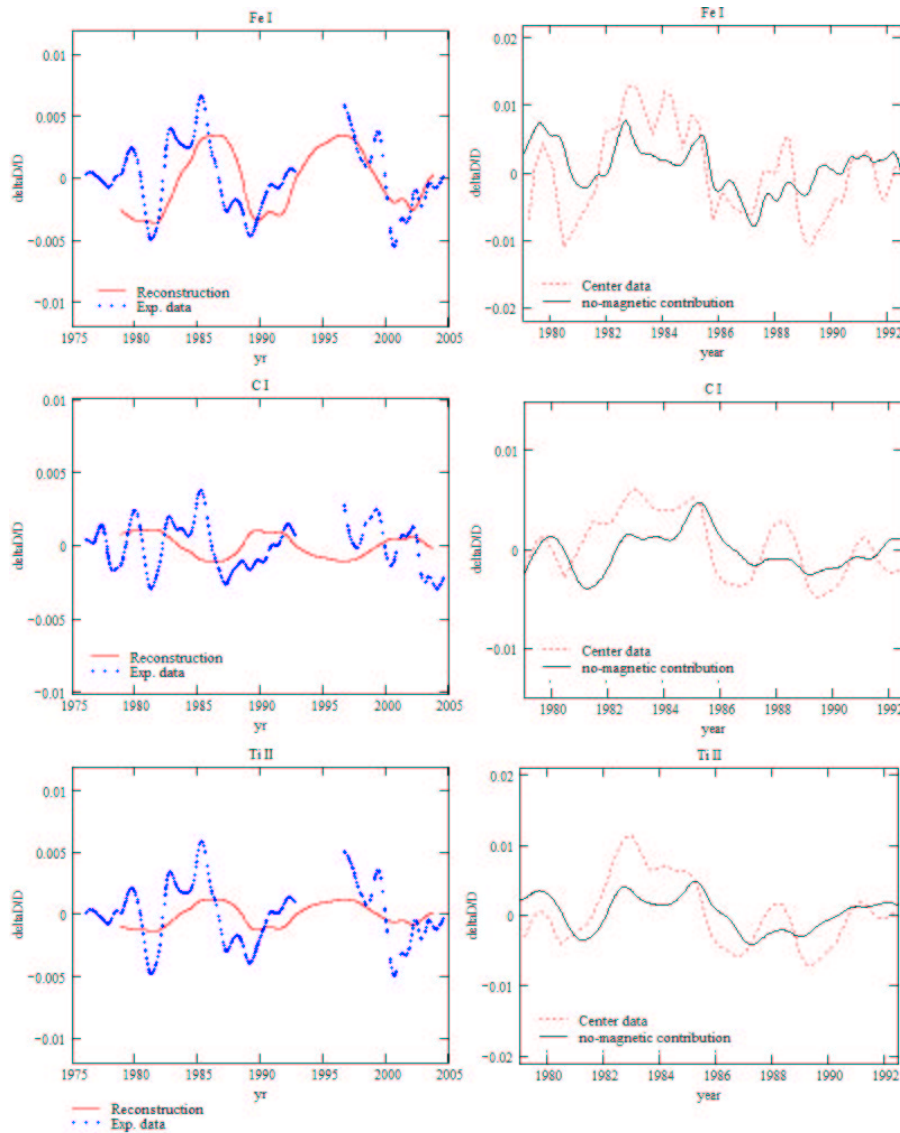 Fe I
0.01
0.005
0
−0.005
−0.01
deltaD/D
Reconstruction
Exp. data
1975 1980 1985 1990 1995 2000 2005
yr
Fe I
0.02
0.01
0
−0.01
−0.02
deltaD/D
Center data
no-magnetic contribution
1980 1982 1984 1986 1988 1990 1992
year
C I
0.01
0.005
0
−0.005
−0.01
deltaD/D
Reconstruction
Exp. data
1975 1980 1985 1990 1995 2000 2005
yr
C I
0.01
0
−0.01
deltaD/D
Center data
no-magnetic contribution
1980 1982 1984 1986 1988 1990 1992
year
Ti II
0.01
0.005
0
−0.005
−0.01
deltaD/D
1975 1980 1985 1990 1995 2000 2005
yr
Reconstruction
Exp. data
Ti II
0.02
0.01
0
−0.01
−0.02
deltaD/D
Center data
no-magnetic contribution
1980 1982 1984 1986 1988 1990 1992
year